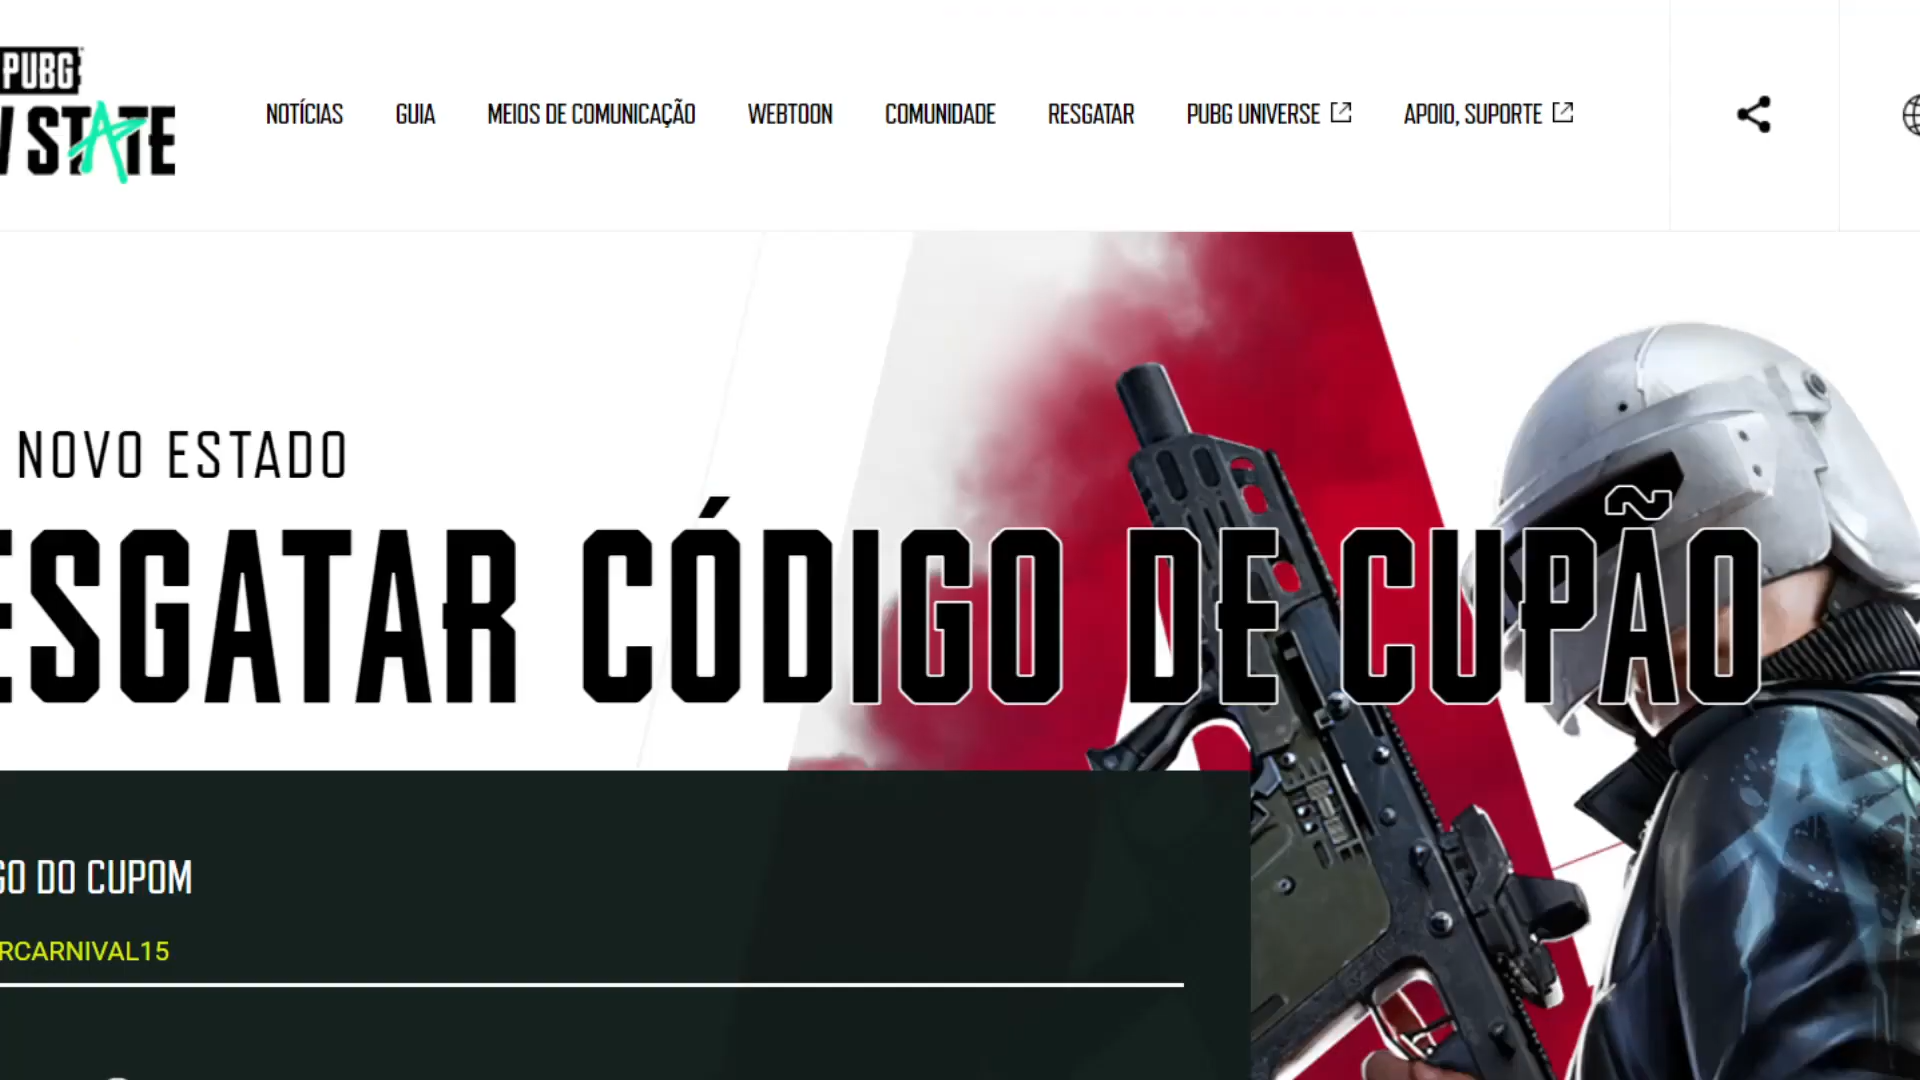 PUBG
STATE
NOTÍCIAS GUIA MEIOS DE COMUNICAÇÃO WEBTOON COMUNIDADE RESGATAR PUBG UNIVERSE APOIO, SUPORTE
NOVO ESTADO
ESGATAR CÓDIGO DE CUPÃO
GO DO CUPOM
RCARNIVAL15